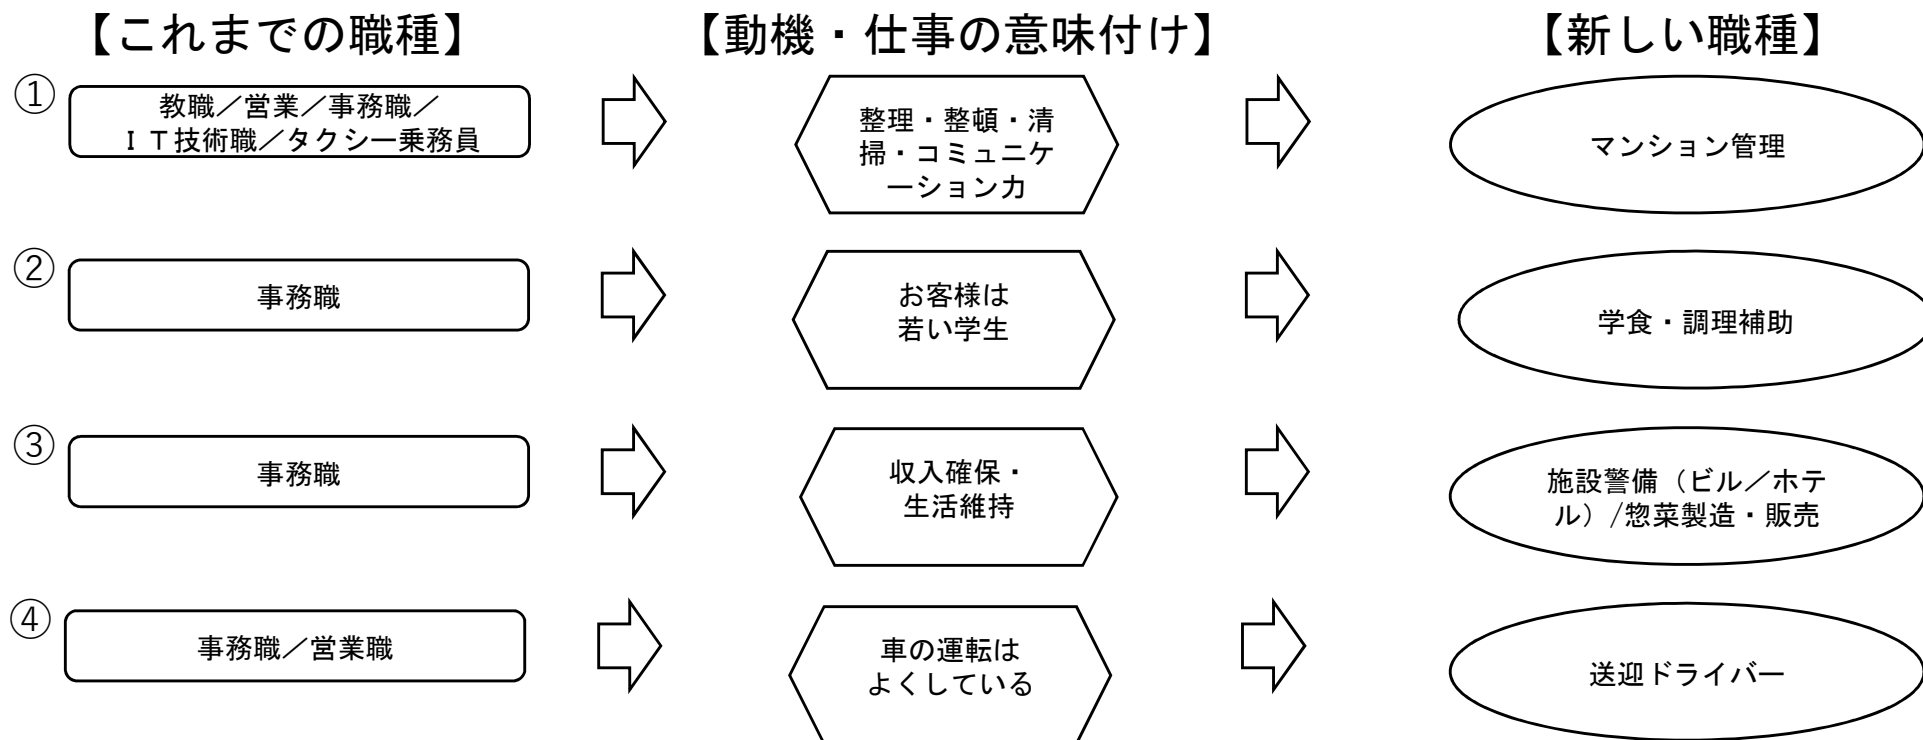 【これまでの職種】
【動機・仕事の意味付け】
【新しい職種】
①
教職／営業／事務職／
ＩＴ技術職／タクシー乗務員
整理・整頓・清
掃・コミュニケ
ーション力
マンション管理
②
事務職
お客様は
若い学生
学食・調理補助
③
事務職
収入確保・
生活維持
施設警備（ビル／ホテ
ル）/惣菜製造・販売
④
事務職／営業職
車の運転は
よくしている
送迎ドライバー